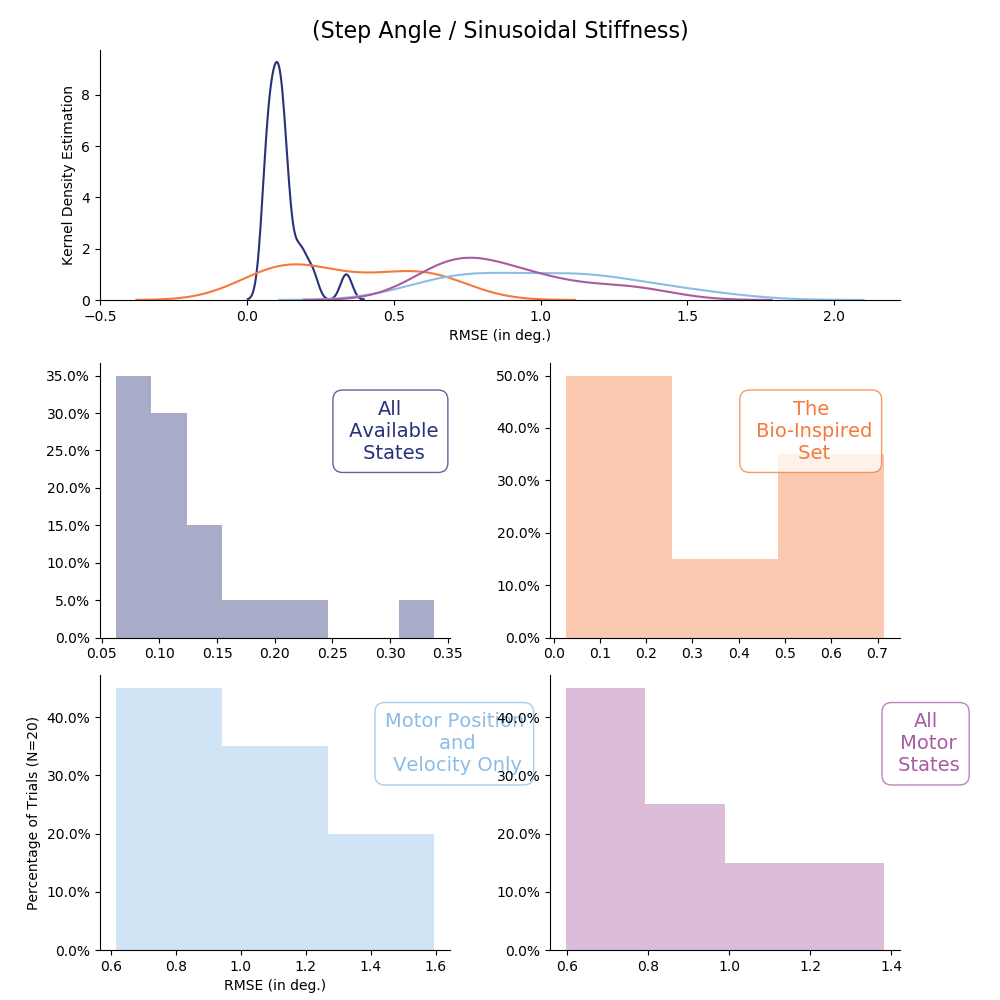 (Step Angle / Sinusoidal Stiffness)
Kernel Density Estimation
8
6
4
2
0
−0.5 0.0 0.5 1.0 1.5 2.0
RMSE (in deg.)
35.0%
30.0%
25.0%
20.0%
15.0%
10.0%
5.0%
0.0%
0.05 0.10 0.15 0.20 0.25 0.30 0.35
All
Available
States
50.0%
40.0%
30.0%
20.0%
10.0%
0.0%
0.0 0.1 0.2 0.3 0.4 0.5 0.6 0.7
The
Bio-Inspired
Set
Percentage of Trials (N=20)
40.0%
30.0%
20.0%
10.0%
0.0%
0.6 0.8 1.0 1.2 1.4 1.6
RMSE (in deg.)
Motor Position
and
Velocity Only
40.0%
30.0%
20.0%
10.0%
0.0%
0.6 0.8 1.0 1.2 1.4
All
Motor
States